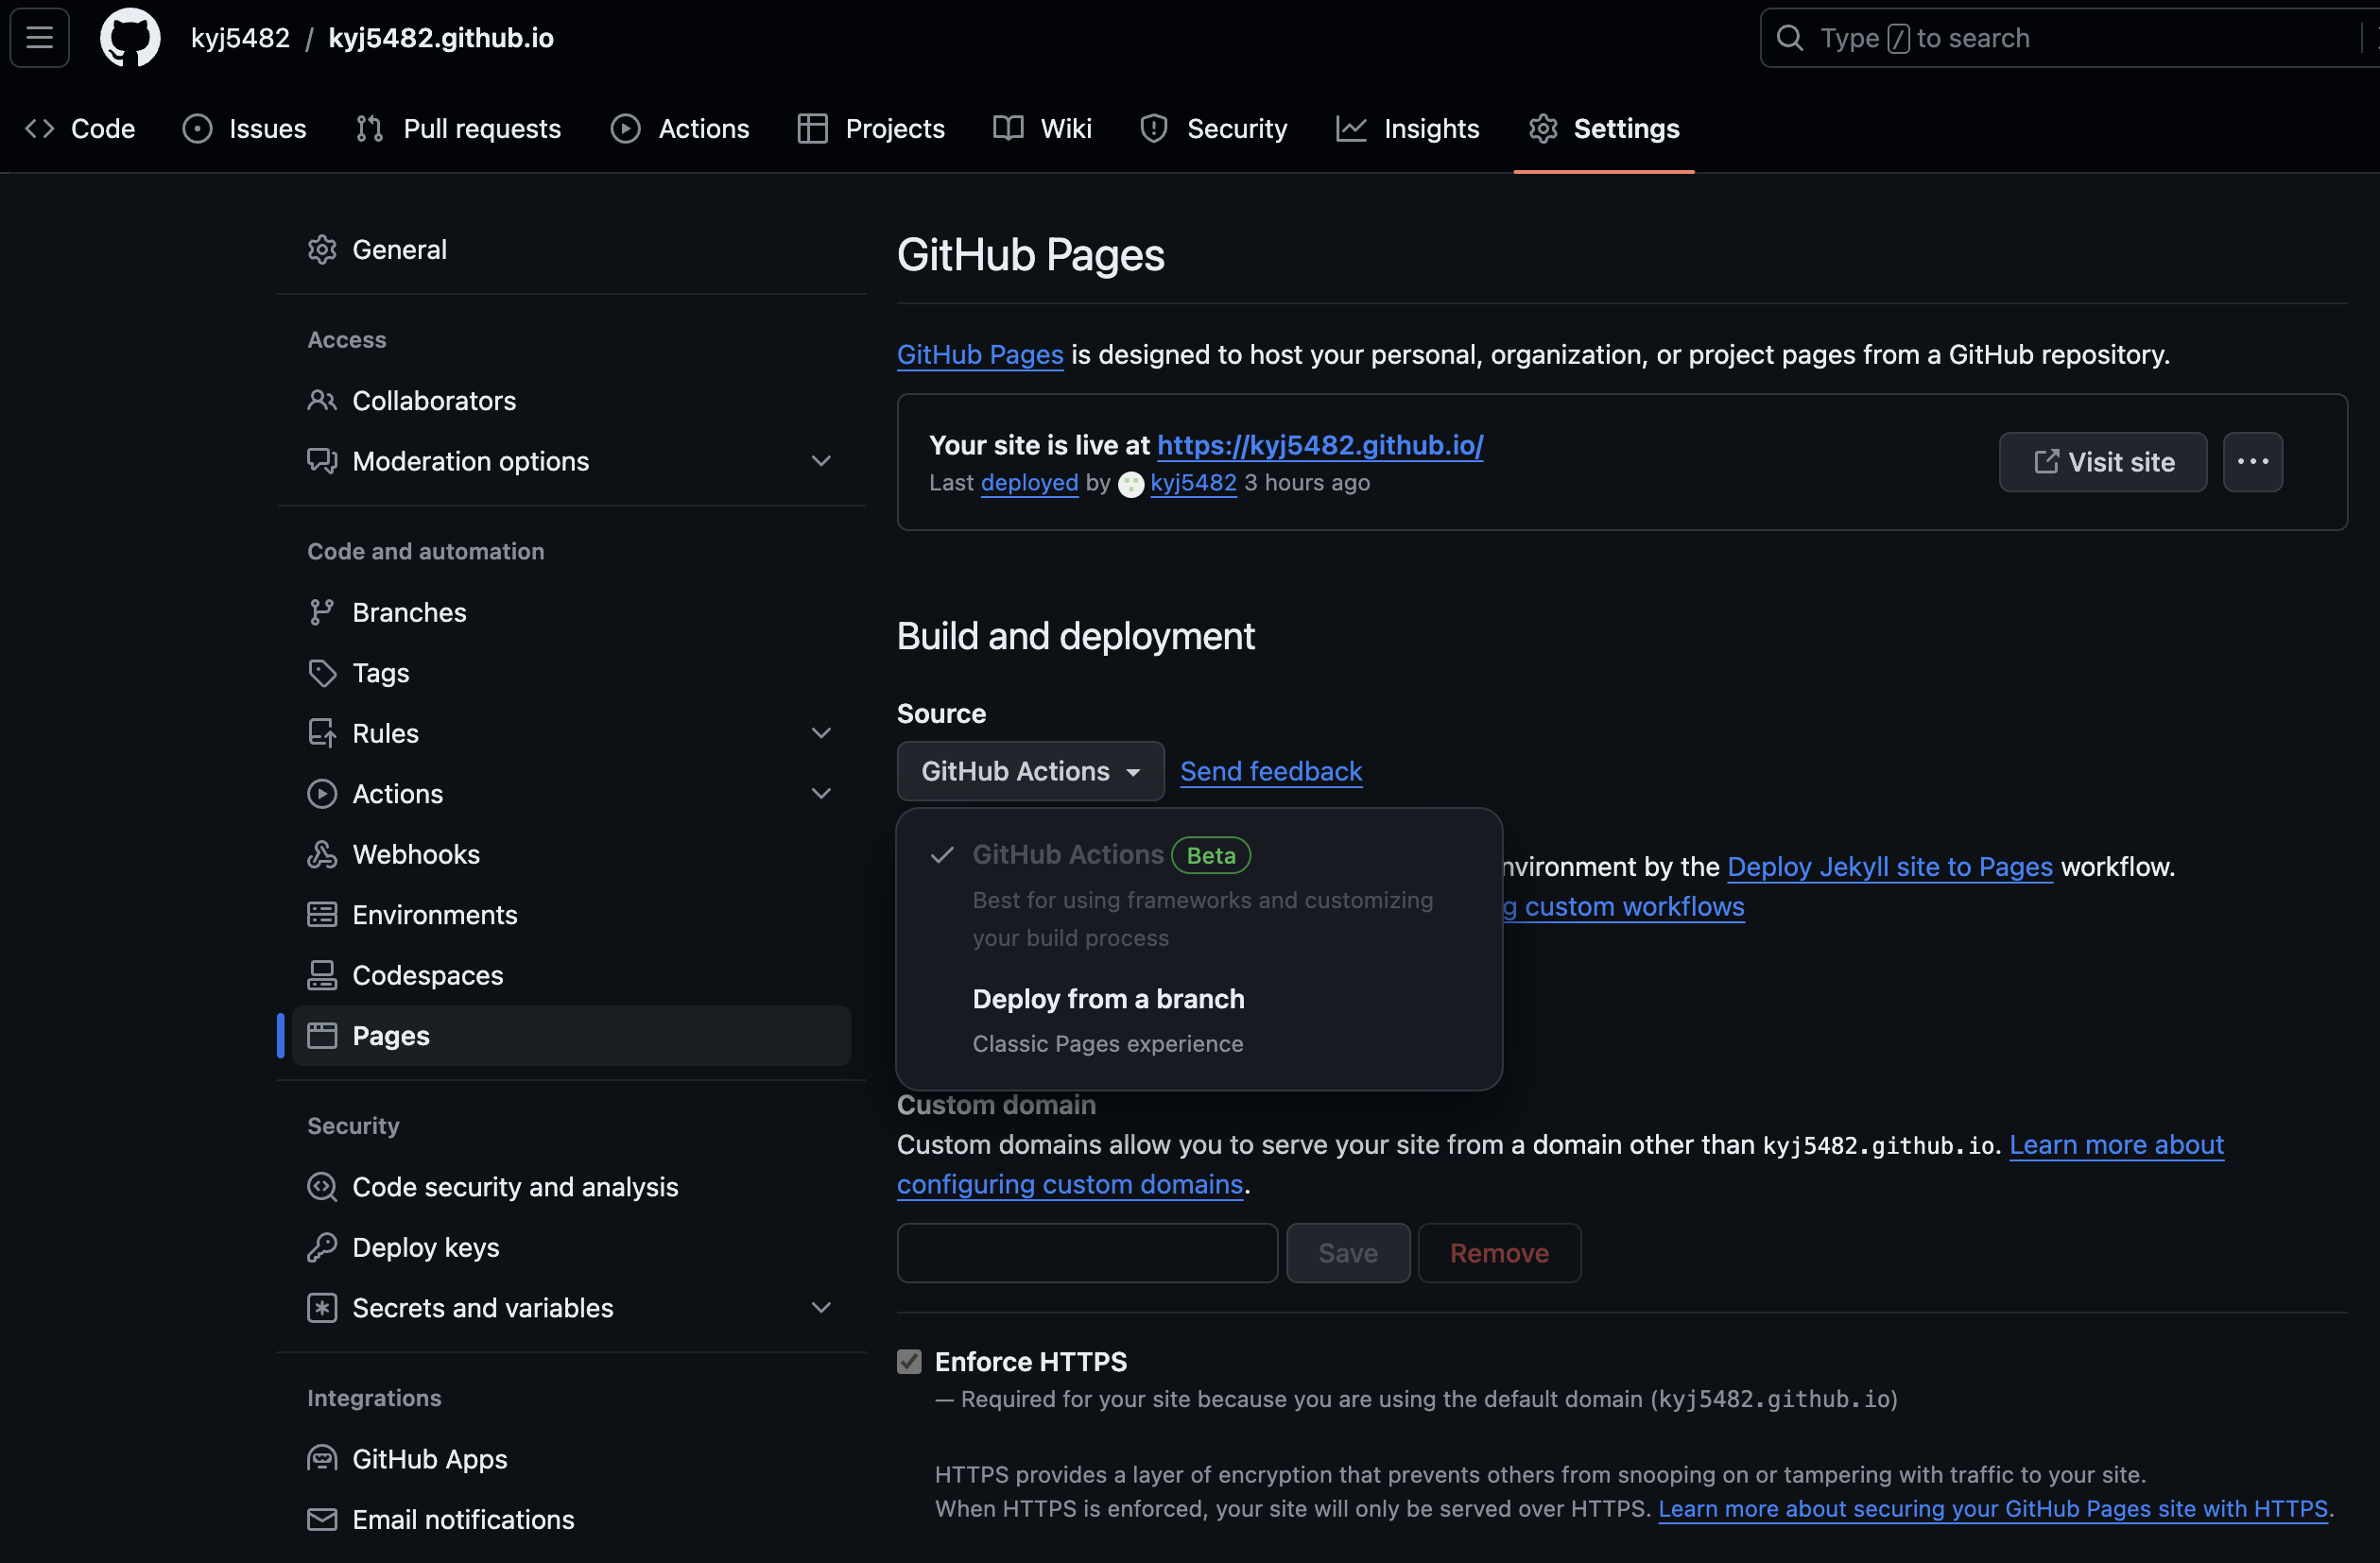 kyj5482 / kyj5482.github.io
Type / to search
Code Issues Pull requests Actions Projects Wiki Security Insights Settings
General
Access
Collaborators
Moderation options
Code and automation
Branches
Tags
Rules
Actions
Webhooks
Environments
Codespaces
Pages
Security
Code security and analysis
Deploy keys
Secrets and variables
Integrations
GitHub Apps
Email notifications
GitHub Pages
GitHub Pages is designed to host your personal, organization, or project pages from a GitHub repository.
Your site is live at https://kyj5482.github.io/
Last deployed by kyj5482 3 hours ago
Visit site
Build and deployment
Source
GitHub Actions Send feedback
GitHub Actions Beta
Best for using frameworks and customizing
your build process
Deploy from a branch
Classic Pages experience
nvironment by the Deploy Jekyll site to Pages workflow.
g custom workflows
Custom domain
Custom domains allow you to serve your site from a domain other than kyj5482.github.io. Learn more about
configuring custom domains.
Save Remove
Enforce HTTPS
— Required for your site because you are using the default domain (kyj5482.github.io)
HTTPS provides a layer of encryption that prevents others from snooping on or tampering with traffic to your site.
When HTTPS is enforced, your site will only be served over HTTPS. Learn more about securing your GitHub Pages site with HTTPS.